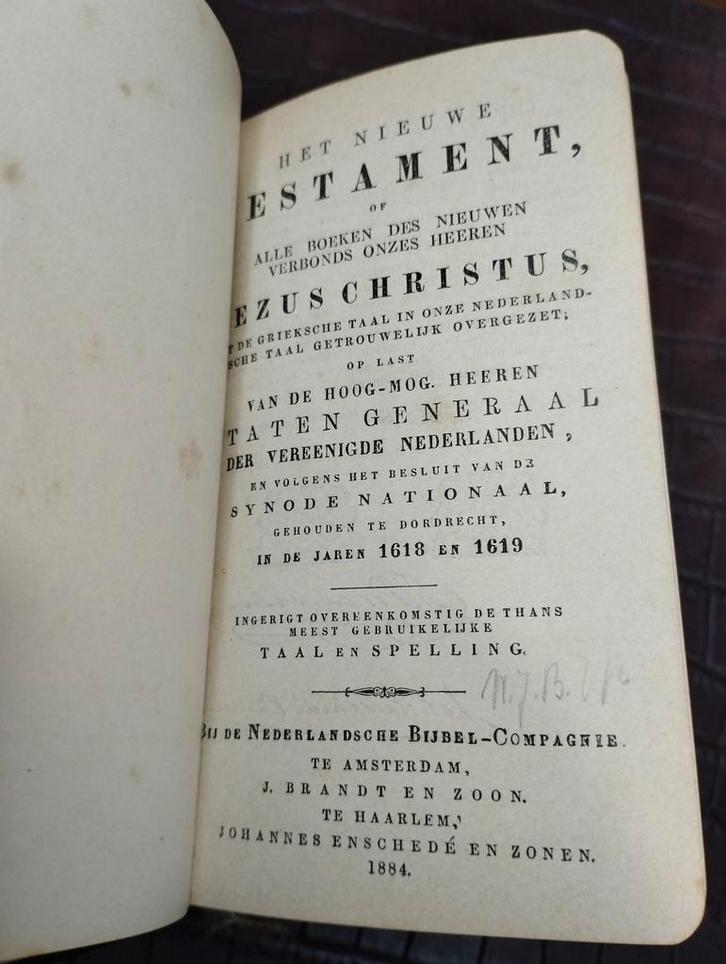 HET NIEUWE
ESTAMENT,
OF
ALLE BOEKEN DES NIEUWEN
VERBONDS ONZES HEEREN
EZUS CHRISTUS,
T DE GRIEKSCHE TAAL IN ONZE NEDERLAND-
SCHE TAAL GETROUWELIJK OVERGEZET;
OP LAST
VAN DE HOOG-MOG. HEEREN
TATEN GENERAAL
DER VEREENIGDE NEDERLANDEN,
EN VOLGENS HET BESLUIT VAN DE
SYNODE NATIONAAL,
GEHOUDEN TE DORDRECHT,
IN DE JAREN 1618 EN 1619
INGERIGT OVEREENKOMSTIG DE THANS
MEEST GEBRUIKELIJKE
TAAL EN SPELLING.
BIJ DE NEDERLANDSCHE BIJBEL-COMPAGNIE.
TE AMSTERDAM,
J. BRANDT EN ZOON.
TE HAARLEM,
JOHANNES ENSCHEDÉ EN ZONEN.
1884.